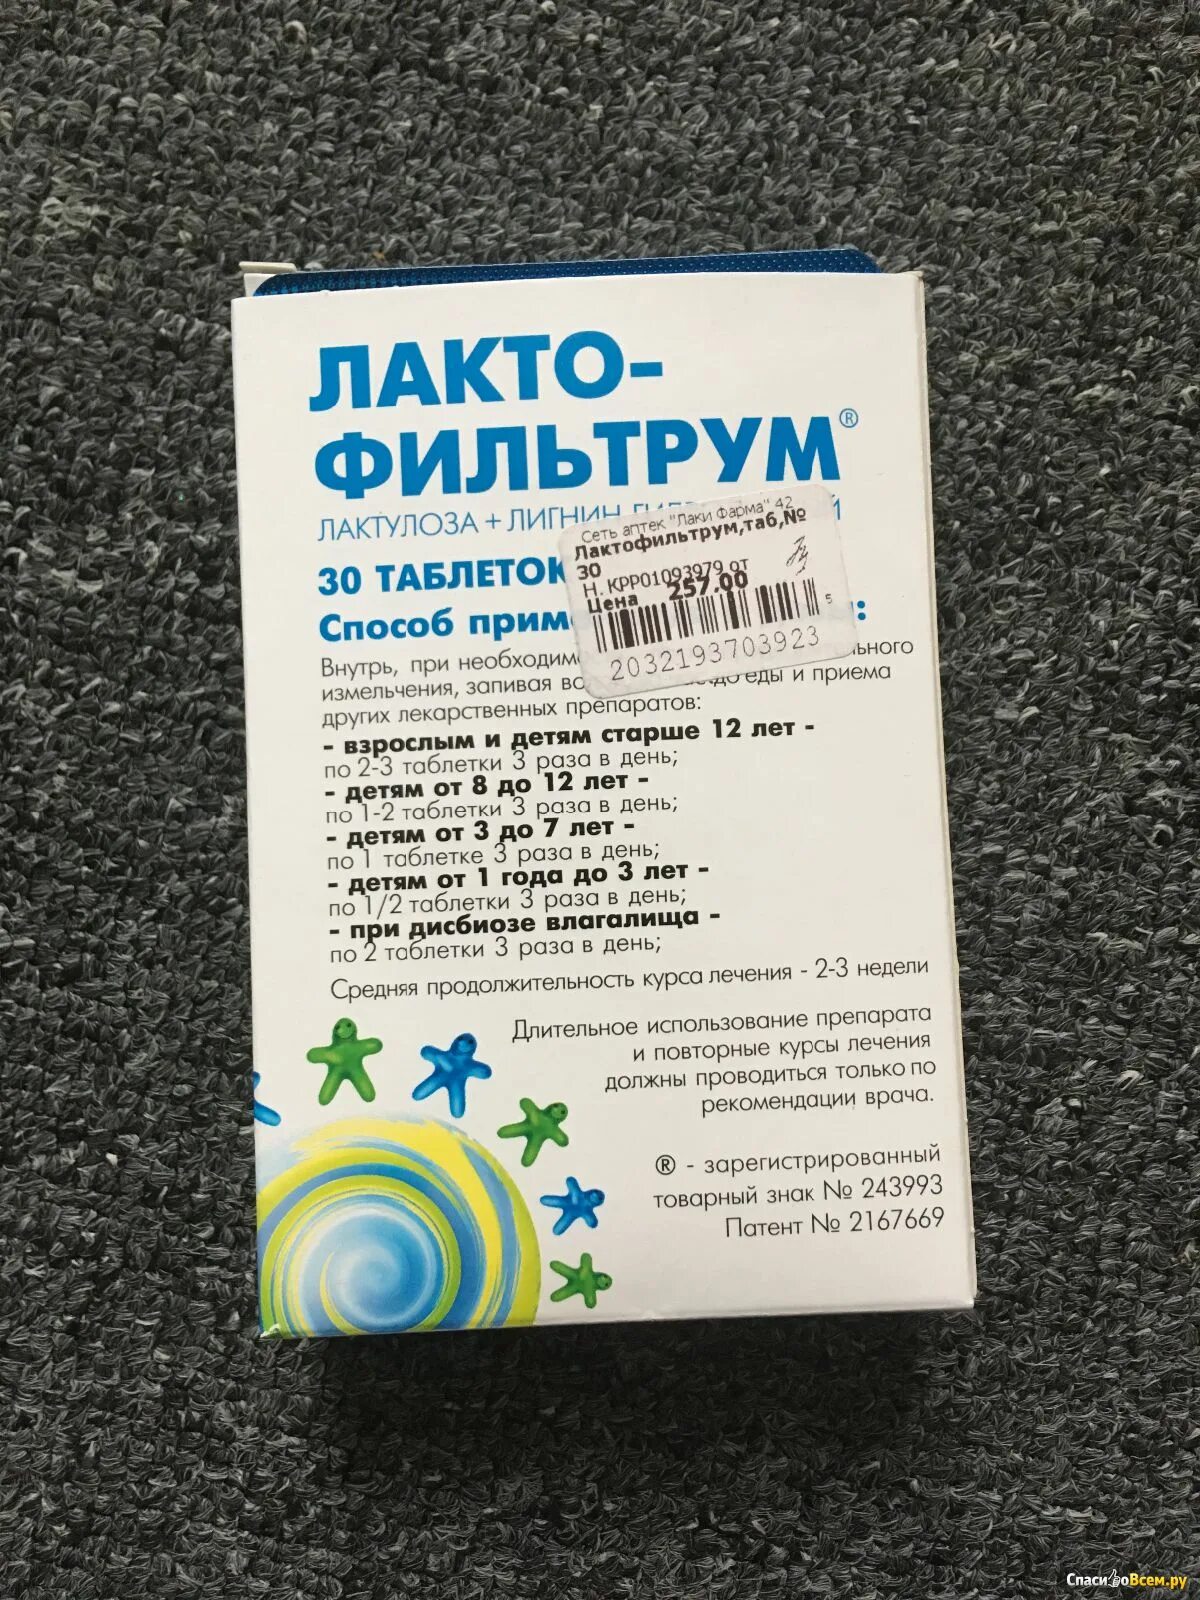 ЛАКТО-
ФИЛЬТРУМ®
ЛАКТУЛОЗА + ЛИГНИН
30 ТАБЛЕТОК
Способ
Сеть аптек "Лаки Фарма" 42
Лактофильтрум,таб,№
30
Н. КРР01093979 от
Цена 257.00
5
2032193703923
Внутрь, при
измельчения, запивая до еды и приема
других лекарственных препаратов:
- взрослым и детям старше 12 лет -
по 2-3 таблетки 3 раза в день;
- детям от 8 до 12 лет -
по 1-2 таблетки 3 раза в день;
- детям от 3 до 7 лет -
по 1 таблетке 3 раза в день;
- детям от 1 года до 3 лет -
по 1/2 таблетки 3 раза в день;
- при дисбиозе влагалища -
по 2 таблетки 3 раза в день;
Средняя продолжительность курса лечения - 2-3 недели
Длительное использование препарата
и повторные курсы лечения
должны проводиться только по
рекомендации врача.
® - зарегистрированный
товарный знак № 243993
Патент № 2167669
СпасибоВсем.ру